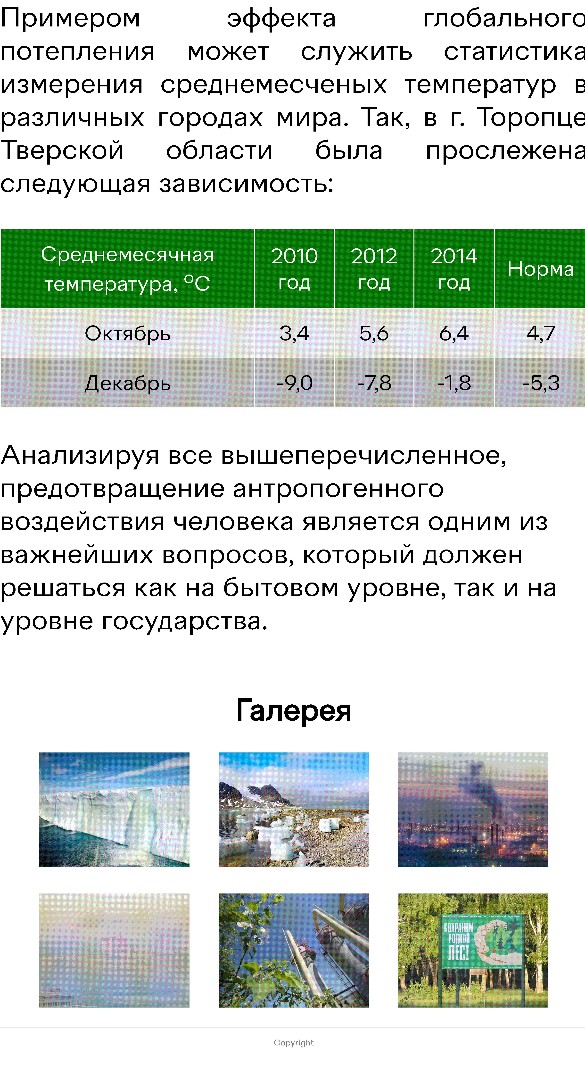 Примером эффекта глобального
потепления может служить статистика
измерения среднемесченых температур в
различных городах мира. Так, в г. Торопце
Тверской области была прослежена
следующая зависимость:
Среднемесячная температура, ⁰С 2010 год 2012 год 2014 год Норма
Октябрь 3,4 5,6 6,4 4,7
Декабрь -9,0 -7,8 -1,8 -5,3
Анализируя все вышеперечисленное,
предотвращение антропогенного
воздействия человека является одним из
важнейших вопросов, который должен
решаться как на бытовом уровне, так и на
уровне государства.
Галерея
СОХРАНИМ
РОДНОЙ
ЛЕС!
Copyright